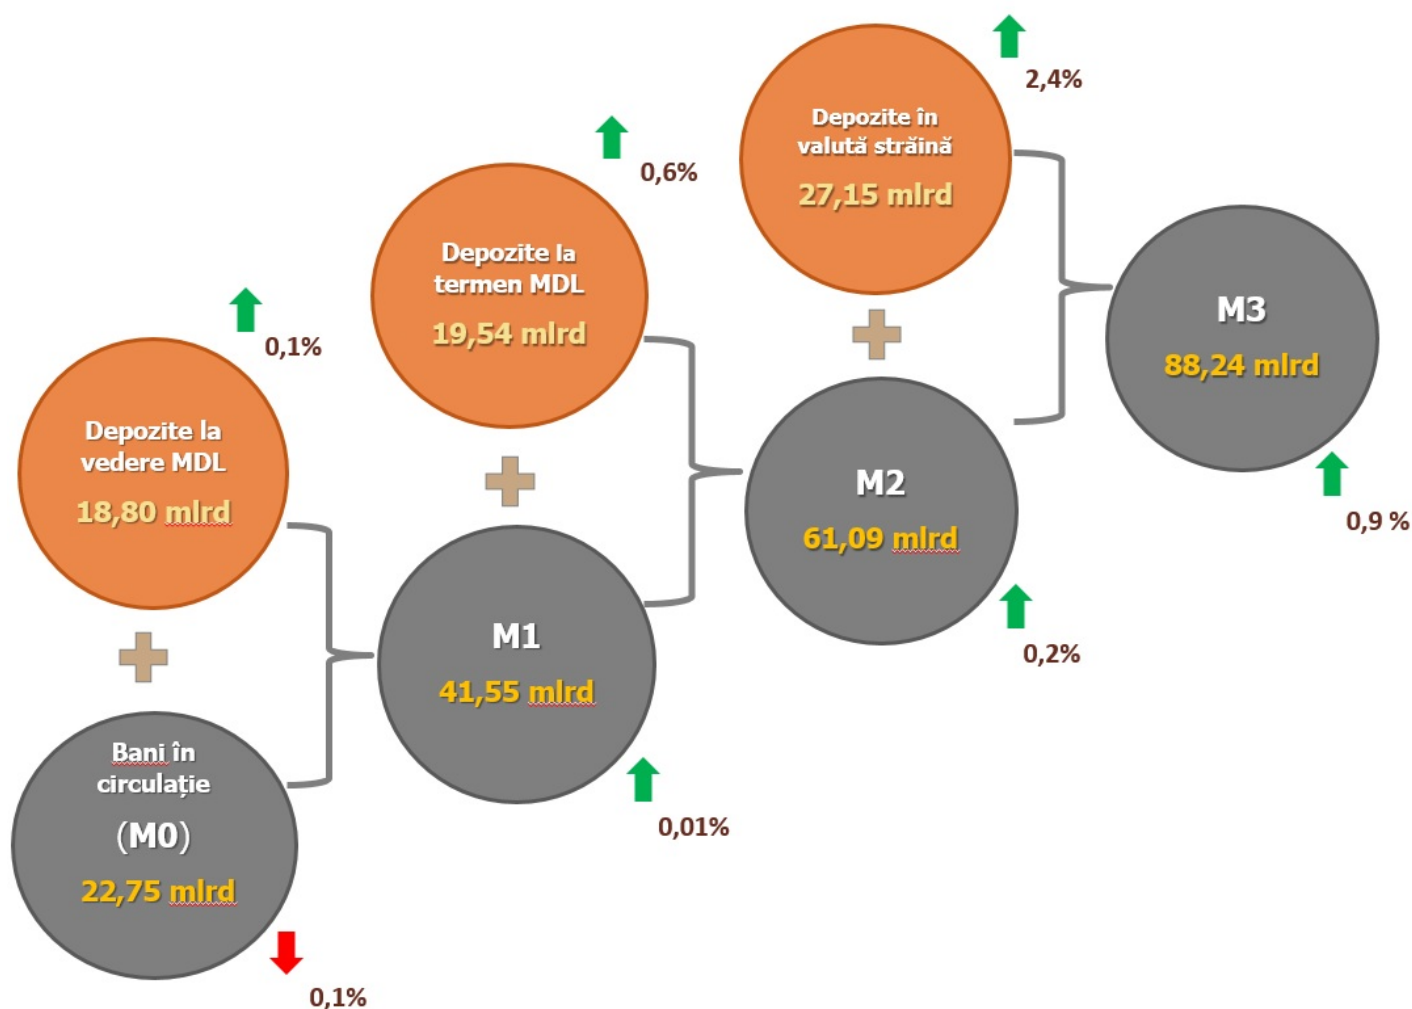 2,4%
Depozite în
valută străină
27,15 mlrd
0,6%
Depozite la
termen MDL
19,54 mlrd
M3
88,24 mlrd
0,9 %
0,1%
Depozite la
vedere MDL
18,80 mlrd
M2
61,09 mlrd
0,2%
M1
41,55 mlrd
0,01%
Bani în
circulație
(M0)
22,75 mlrd
0,1%